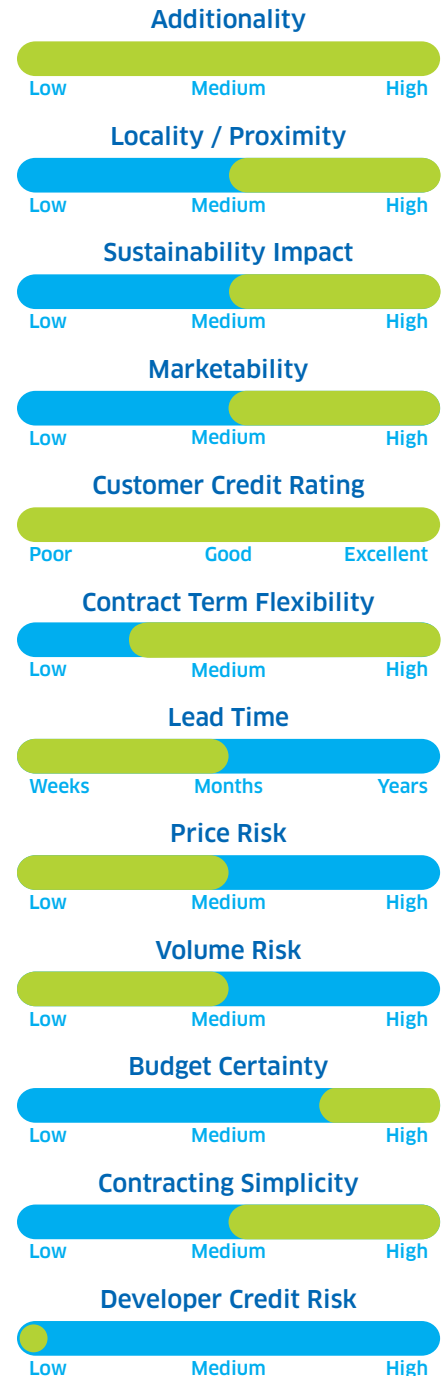 Additionality
Low Medium High
Locality / Proximity
Low Medium High
Sustainability Impact
Low Medium High
Marketability
Low Medium High
Customer Credit Rating
Poor Good Excellent
Contract Term Flexibility
Low Medium High
Lead Time
Weeks Months Years
Price Risk
Low Medium High
Volume Risk
Low Medium High
Budget Certainty
Low Medium High
Contracting Simplicity
Low Medium High
Developer Credit Risk
Low Medium High